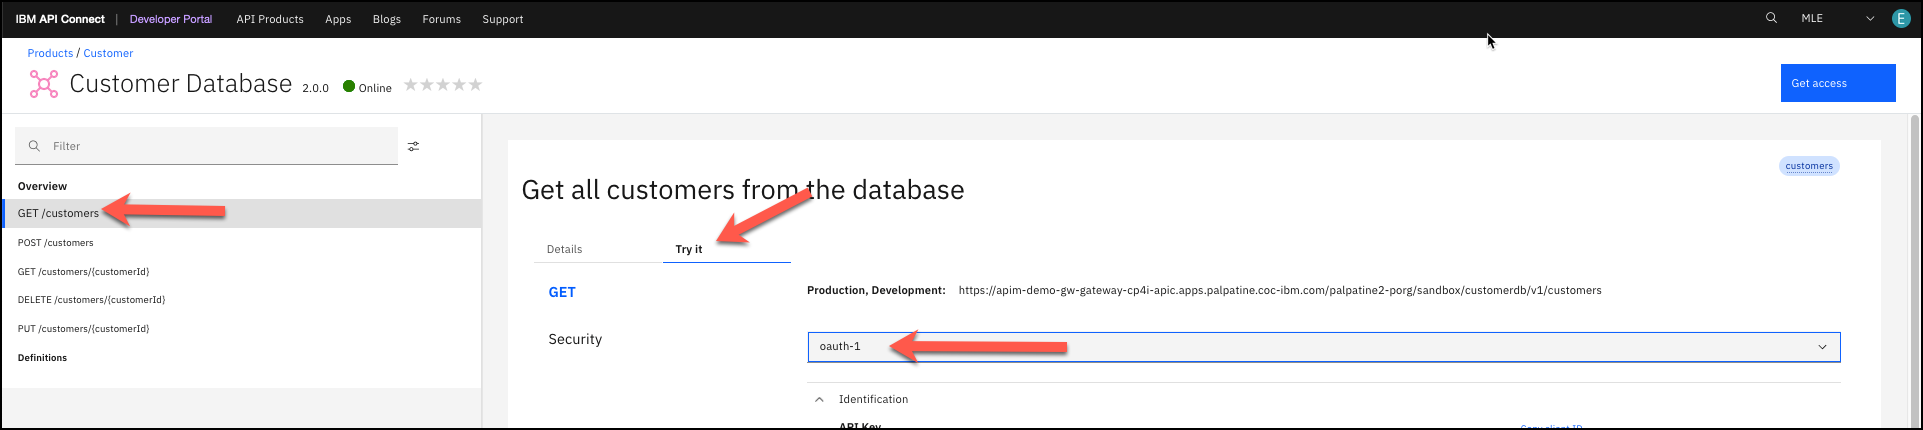 IBM API Connect | Developer Portal API Products Apps Blogs Forums Support MLE E
Products / Customer
Customer Database 2.0.0 Online
Get access
Filter
Overview
GET /customers
POST /customers
GET /customers/{customerId}
DELETE /customers/{customerId}
PUT /customers/{customerId}
Definitions
customers
Get all customers from the database
Details Try it
GET Production, Development: https://apim-demo-gw-gateway-cp4i-apic.apps.palpatine.coc-ibm.com/palpatine2-porg/sandbox/customerdb/v1/customers
Security
oauth-1
Identification
API Key Copy client ID